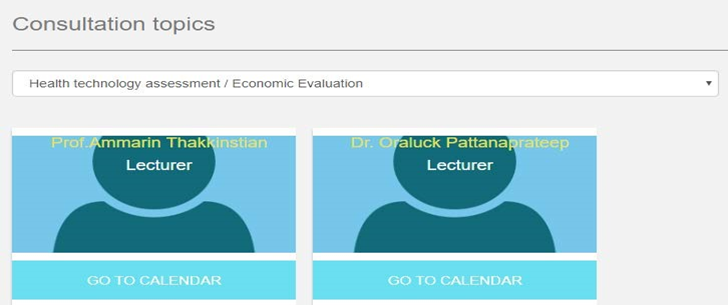 Consultation topics
Health technology assessment / Economic Evaluation
Prof.Ammarin Thakkinstian
Lecturer
GO TO CALENDAR
Dr. Oraluck Pattanaprateep
Lecturer
GO TO CALENDAR